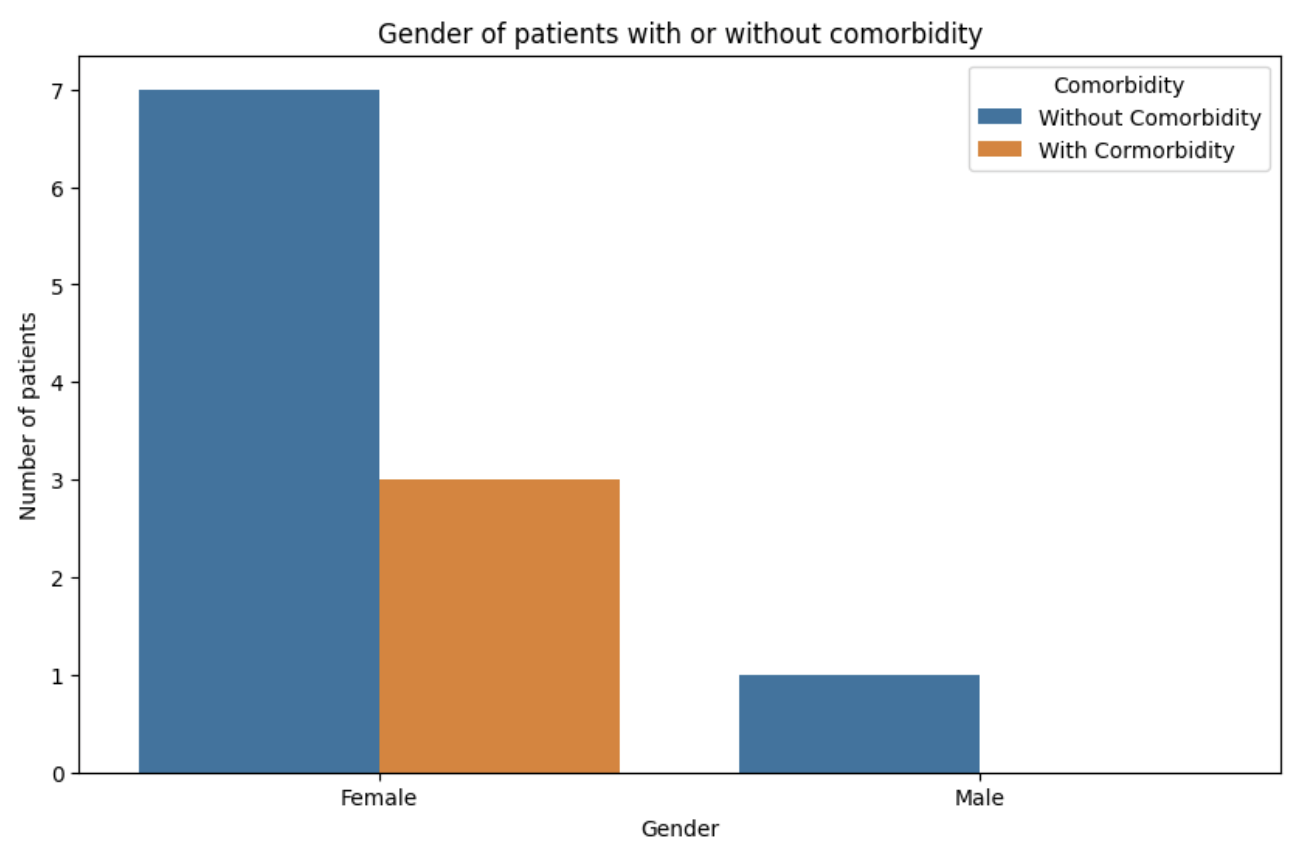 Gender of patients with or without comorbidity
Comorbidity
Without Comorbidity
With Cormorbidity
Number of patients
7
6
5
4
3
2
1
0
Female
Male
Gender